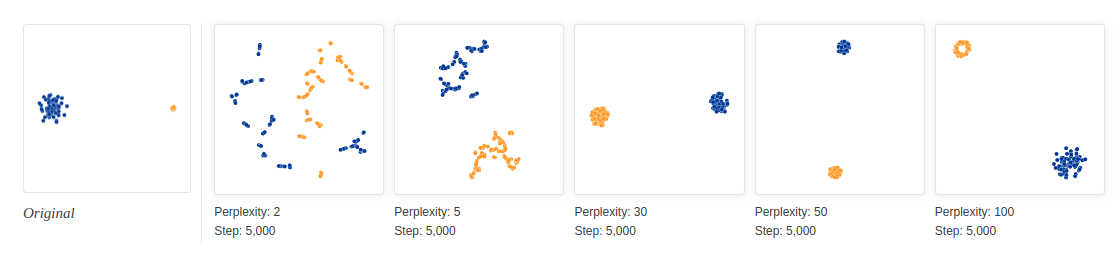 Original
Perplexity: 2
Step: 5,000
Perplexity: 5
Step: 5,000
Perplexity: 30
Step: 5,000
Perplexity: 50
Step: 5,000
Perplexity: 100
Step: 5,000